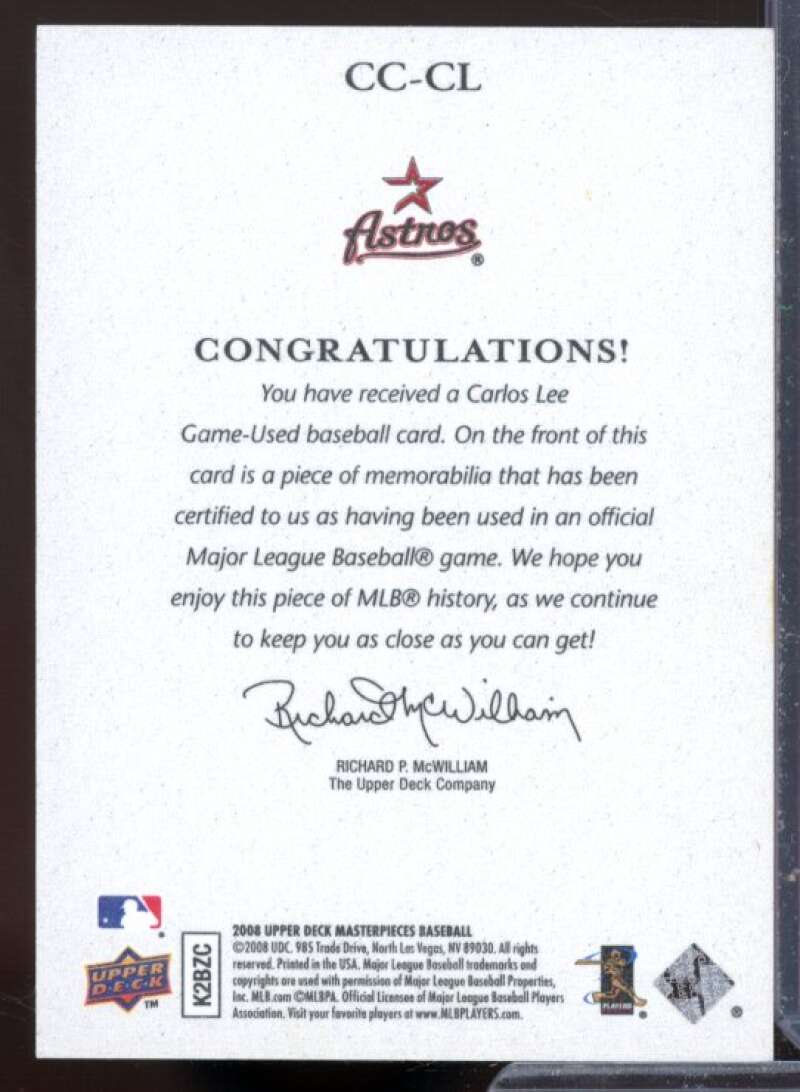 CC-CL
Astros®
CONGRATULATIONS!
You have received a Carlos Lee
Game-Used baseball card. On the front of this
card is a piece of memorabilia that has been
certified to us as having been used in an official
Major League Baseball® game. We hope you
enjoy this piece of MLB® history, as we continue
to keep you as close as you can get!
Richard McWilliam
RICHARD P. McWILLIAM
The Upper Deck Company
UPPER
D·E·C·K
TM
K2BZC
2008 UPPER DECK MASTERPIECES BASEBALL
©2008 UDC. 985 Trade Drive, North Las Vegas, NV 89030. All rights
reserved. Printed in the USA. Major League Baseball trademarks and
copyrights are used with permission of Major League Baseball Properties,
Inc. MLB.com ©MLBPA. Official Licensee of Major League Baseball Players
Association. Visit your favorite players at www.MLBPLAYERS.com.
PLAYERS
®
®